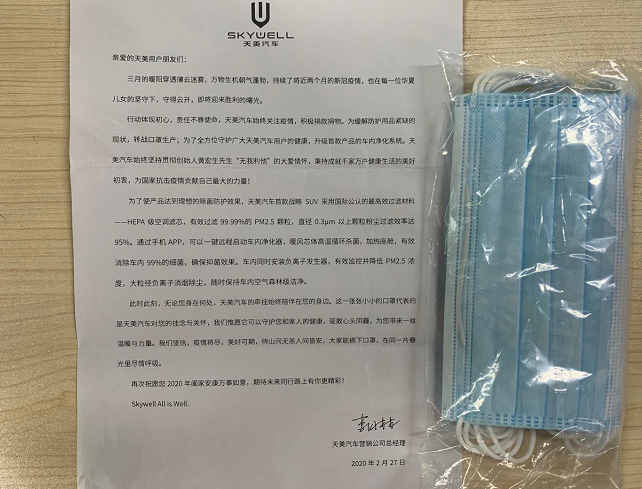 SKYWELL
天美汽车
亲爱的天美用户朋友们：
三月的暖阳穿透薄云迷雾，万物生机朝气蓬勃，持续了将近两个月的新冠疫情，也在每一位华夏
儿女的坚守下，守得云开，即将迎来胜利的曙光。
行动体现初心，责任不辱使命，天美汽车始终关注疫情，积极捐款捐物。为缓解防护用品紧缺的
现状，转战口罩生产；为了全方位守护广大天美汽车用户的健康，升级首款产品的车内净化系统。天
美汽车始终坚持贯彻创始人黄宏生先生“无我利他”的大爱情怀，秉持成就千家万户健康生活的美好
初衷，为国家抗击疫情贡献自己最大的力量！
为了使产品达到理想的除菌防护效果，天美汽车首款战略 SUV 采用国际公认的最高效过滤材料
——HEPA 级空调滤芯，有效过滤 99.99%的 PM2.5 颗粒，直径 0.3μm 以上颗粒粉尘过滤效率达
95%。通过手机 APP，可以一键远程启动车内净化器，暖风芯体高温循环杀菌，加热座舱，有效
消除车内 99%的细菌，确保抑菌效果。车内同时安装负离子发生器，有效监控并降低 PM2.5 浓
度，大粒径负离子消烟除尘，随时保持车内空气森林级洁净。
此时此刻，无论您身在何处，天美汽车的牵挂始终陪伴在您的身边。这一张张小小的口罩代表的
是天美汽车对您的挂念与关怀，我们惟愿它可以守护您和家人的健康，驱散心头阴霾，为您带来一丝
温暖与力量。我们坚信，疫情将尽，美好可期，待山河无恙人间皆安，大家能摘下口罩，在同一片春
光里尽情呼吸。
再次祝愿您 2020 年阖家安康万事如意，期待未来同行路上有你更精彩！
Skywell All is Well.
天美汽车营销公司总经理
2020 年 2 月 27 日